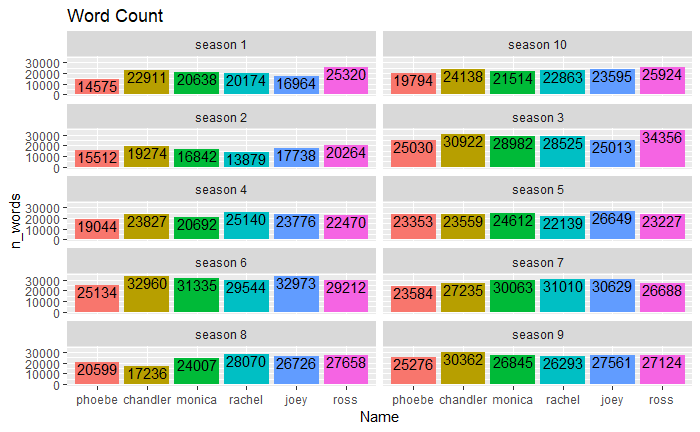 Word Count
season 1
season 10
30000
20000
10000
0
14575 22911 20638 20174 16964 25320
19794 24138 21514 22863 23595 25924
season 2
season 3
30000
20000
10000
0
15512 19274 16842 13879 17738 20264
25030 30922 28982 28525 25013 34356
season 4
season 5
30000
20000
10000
0
19044 23827 20692 25140 23776 22470
23353 23559 24612 22139 26649 23227
season 6
season 7
30000
20000
10000
0
25134 32960 31335 29544 32973 29212
23584 27235 30063 31010 30629 26688
season 8
season 9
30000
20000
10000
0
20599 17236 24007 28070 26726 27658
25276 30362 26845 26293 27561 27124
phoebe chandler monica rachel joey ross
phoebe chandler monica rachel joey ross
Name
n_words